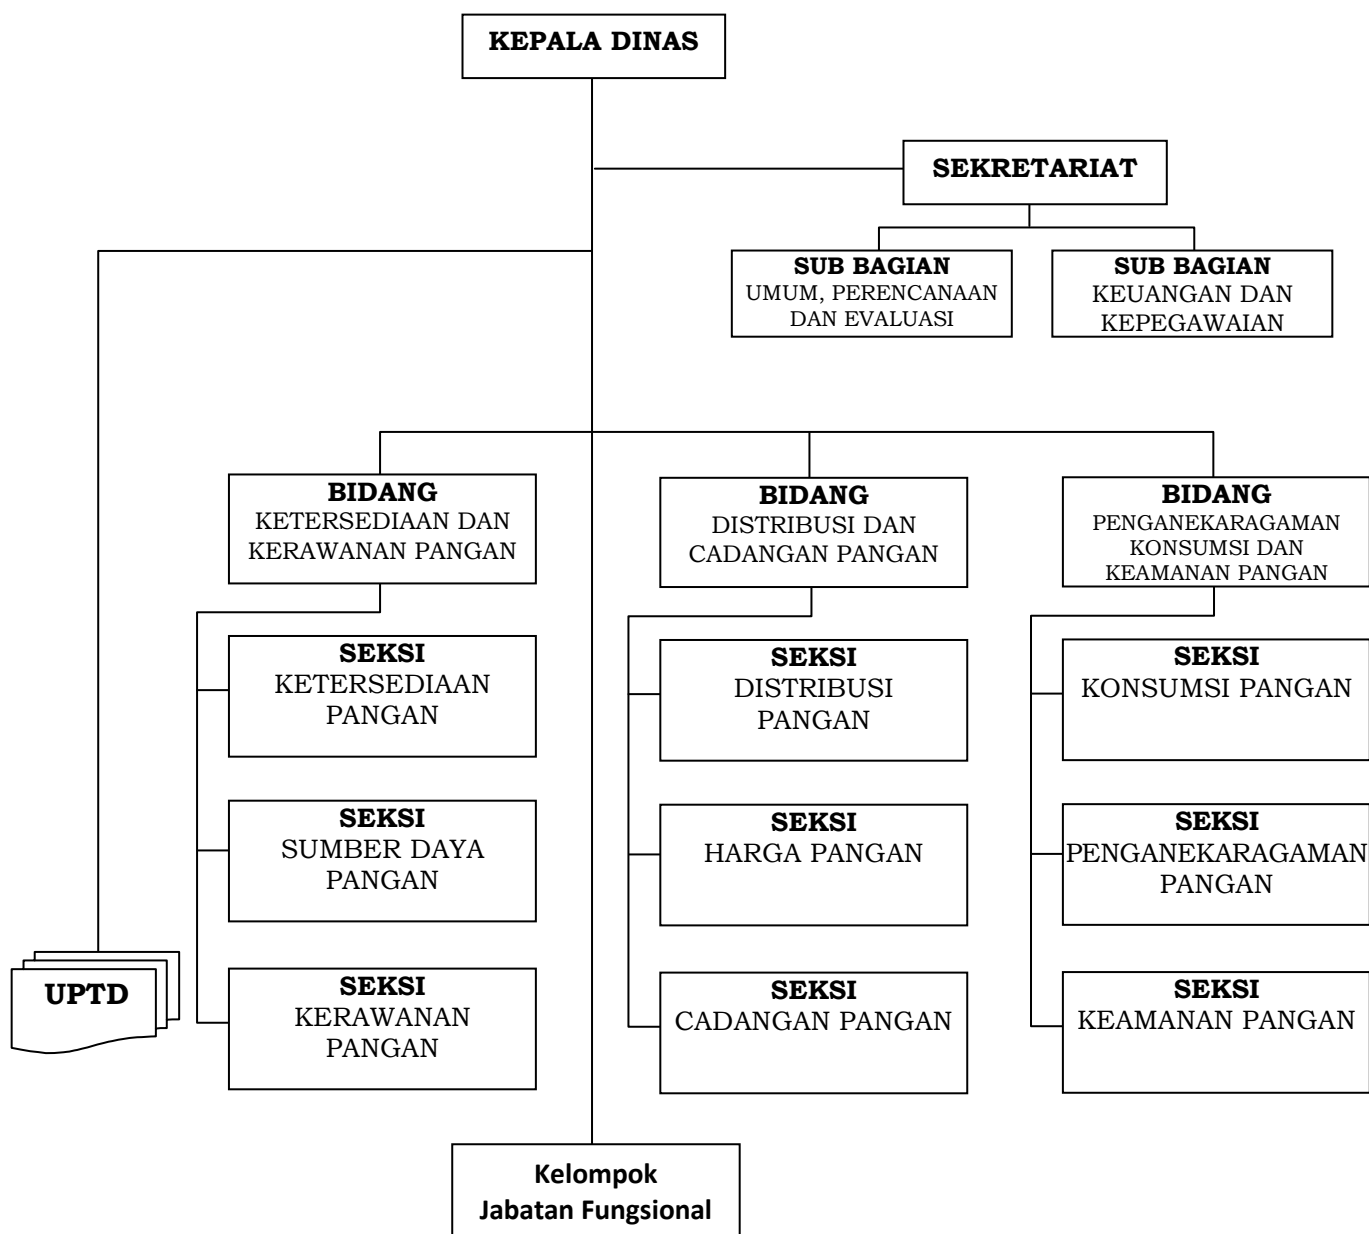 KEPALA DINAS
SEKRETARIAT
SUB BAGIAN
UMUM, PERENCANAAN
DAN EVALUASI
SUB BAGIAN
KEUANGAN DAN
KEPEGAWAIAN
BIDANG
KETERSEDIAAN DAN
KERAWANAN PANGAN
BIDANG
DISTRIBUSI DAN
CADANGAN PANGAN
BIDANG
PENGANEKARAGAMAN
KONSUMSI DAN
KEAMANAN PANGAN
SEKSI
KETERSEDIAAN
PANGAN
SEKSI
DISTRIBUSI
PANGAN
SEKSI
KONSUMSI PANGAN
SEKSI
SUMBER DAYA
PANGAN
SEKSI
HARGA PANGAN
SEKSI
PENGANEKARAGAMAN
PANGAN
UPTD
SEKSI
KERAWANAN
PANGAN
SEKSI
CADANGAN PANGAN
SEKSI
KEAMANAN PANGAN
Kelompok
Jabatan Fungsional